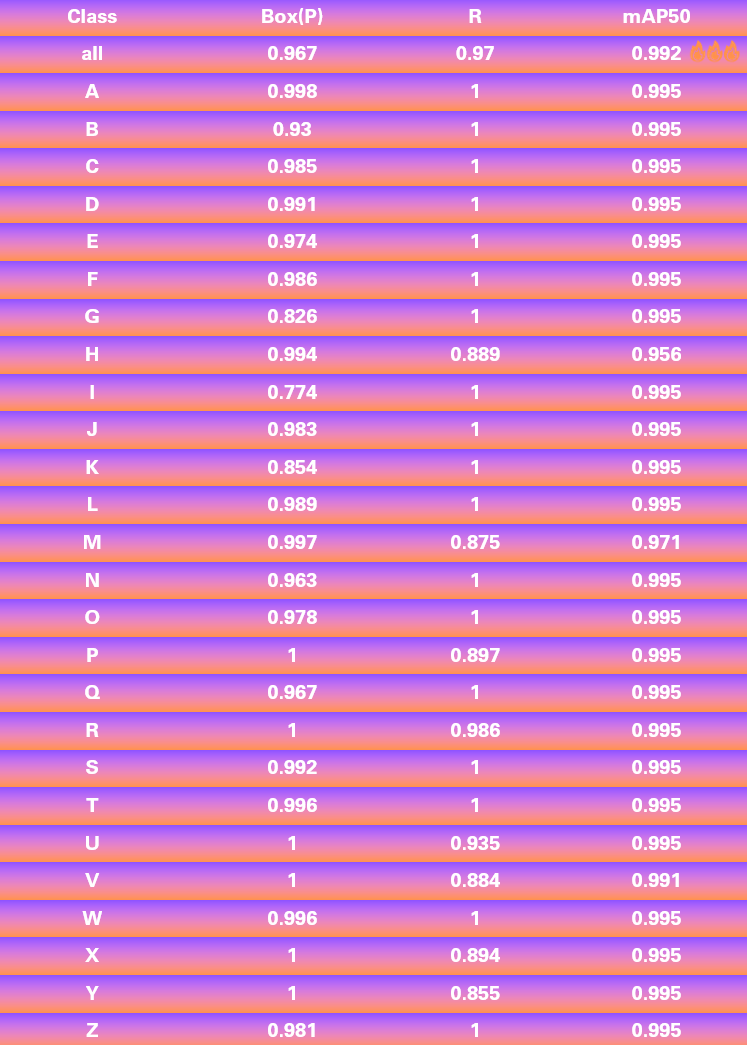 Class Box(P) R mAP50
all 0.967 0.97 0.992 🔥🔥🔥
A 0.998 1 0.995
B 0.93 1 0.995
C 0.985 1 0.995
D 0.991 1 0.995
E 0.974 1 0.995
F 0.986 1 0.995
G 0.826 1 0.995
H 0.994 0.889 0.956
I 0.774 1 0.995
J 0.983 1 0.995
K 0.854 1 0.995
L 0.989 1 0.995
M 0.997 0.875 0.971
N 0.963 1 0.995
O 0.978 1 0.995
P 1 0.897 0.995
Q 0.967 1 0.995
R 1 0.986 0.995
S 0.992 1 0.995
T 0.996 1 0.995
U 1 0.935 0.995
V 1 0.884 0.991
W 0.996 1 0.995
X 1 0.894 0.995
Y 1 0.855 0.995
Z 0.981 1 0.995